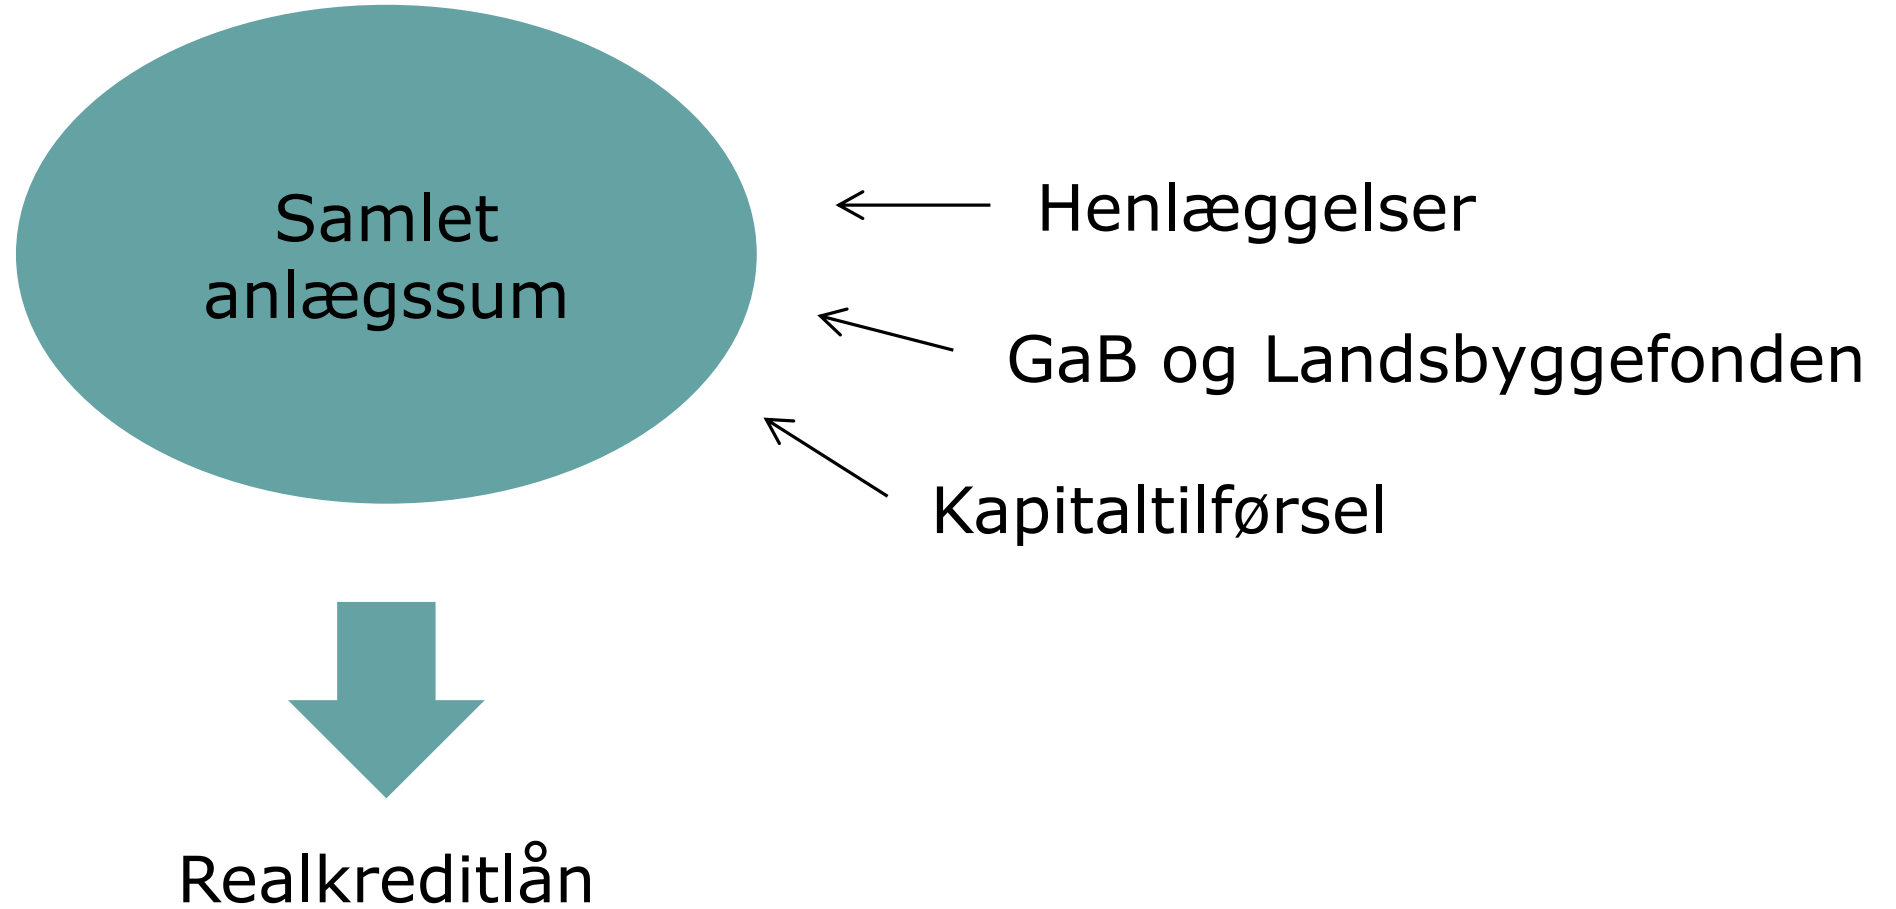 Samlet
anlægssum
Henlæggelser
GaB og Landsbyggefonden
Kapitaltilførsel
Realkreditlån